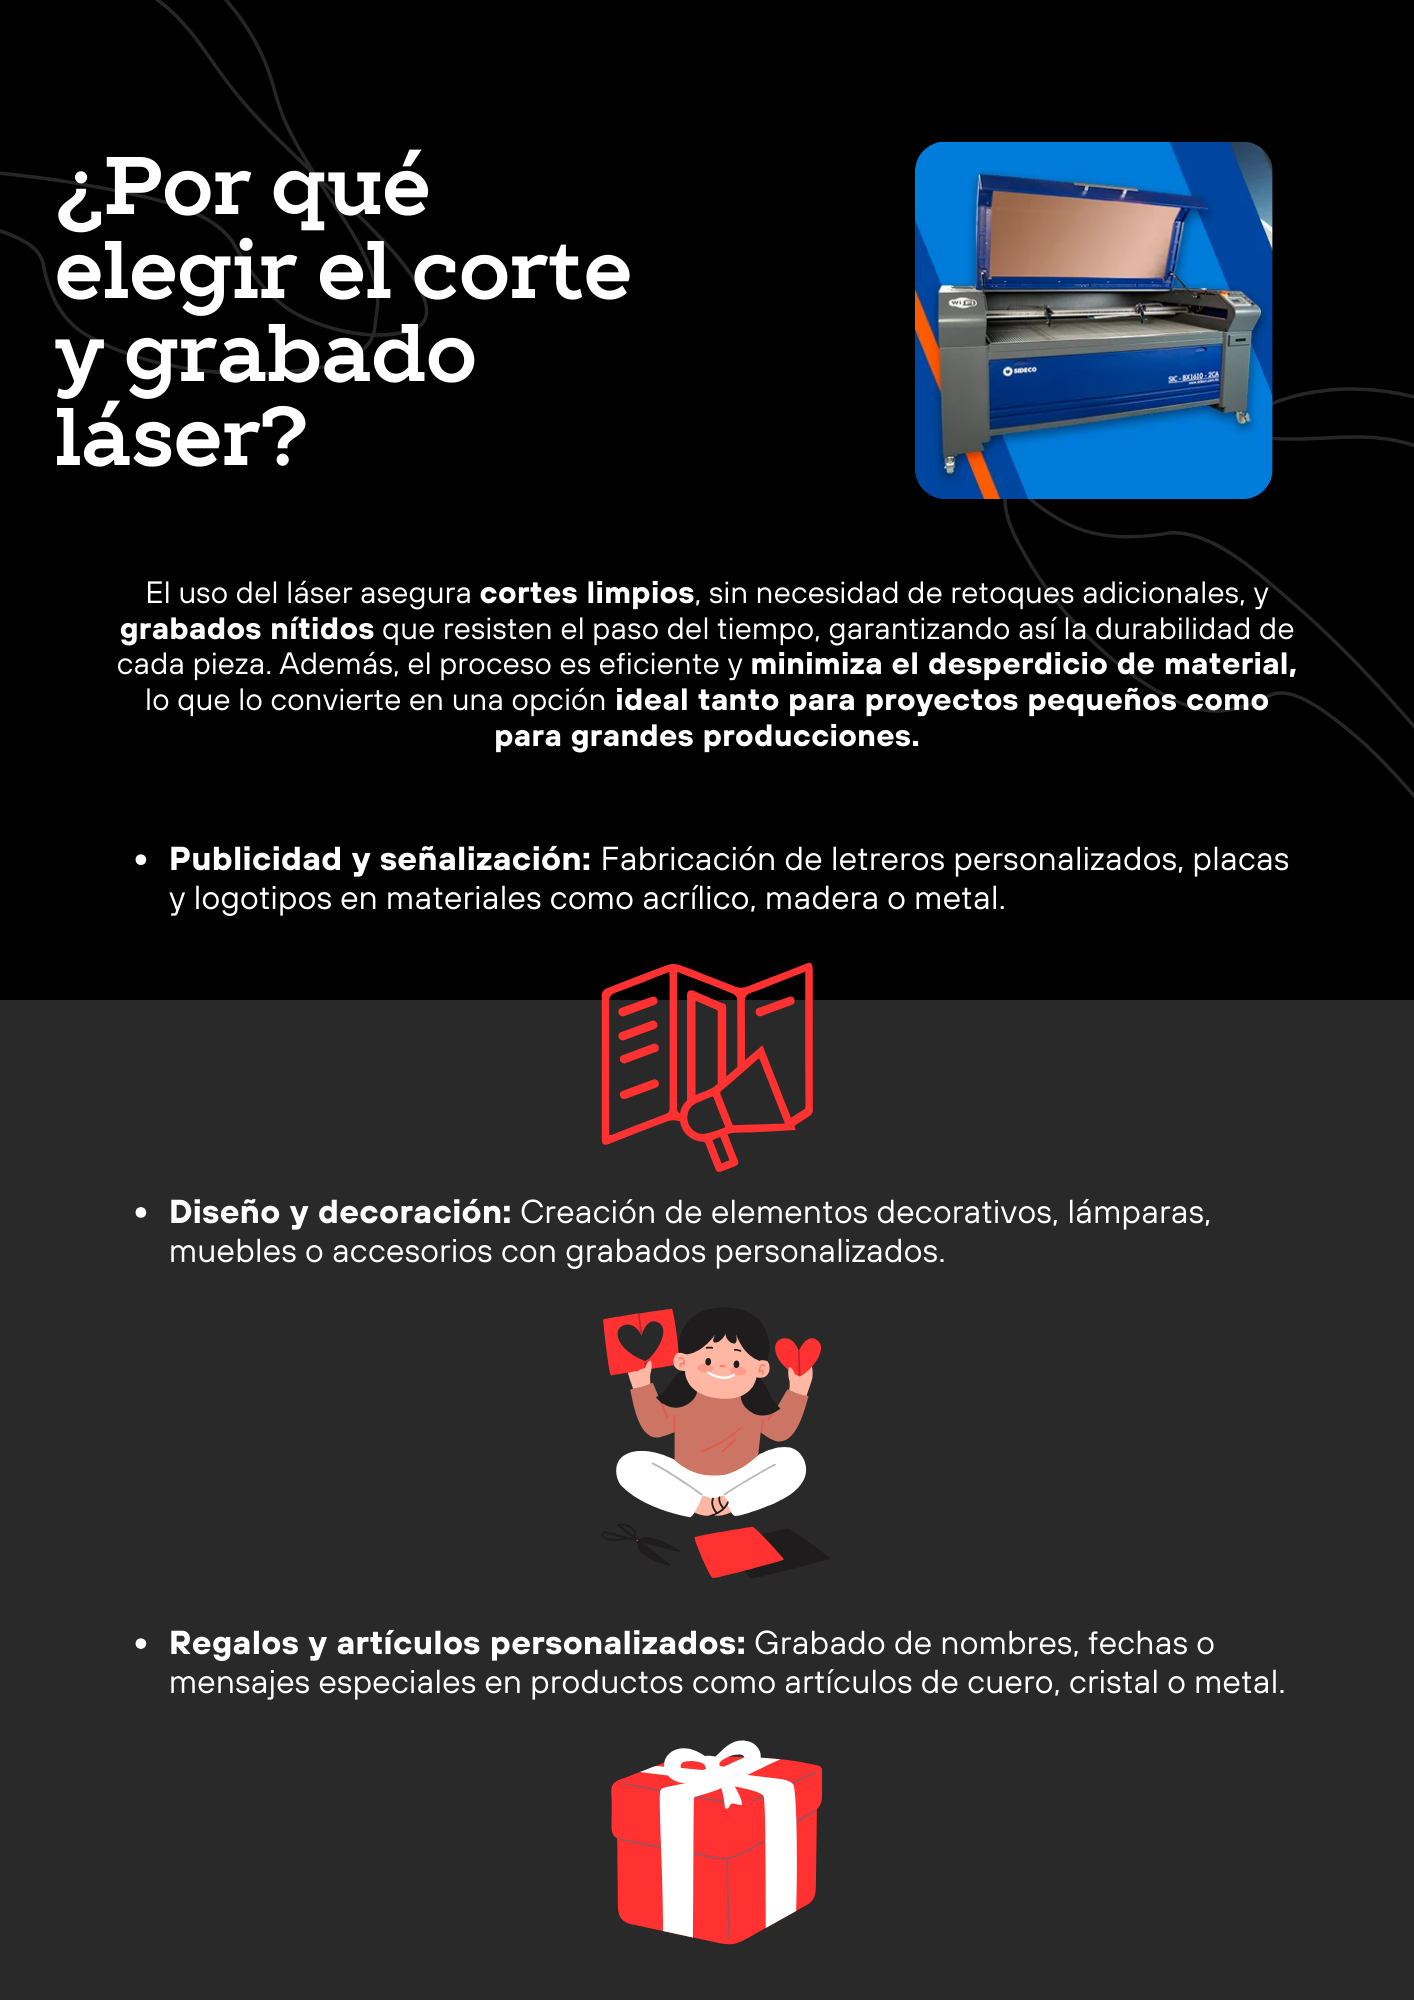 ¿Por qué
elegir el corte
y grabado
láser?
SIDECO
SIC - BX1610 - 2CA
El uso del láser asegura cortes limpios, sin necesidad de retoques adicionales, y
grabados nítidos que resisten el paso del tiempo, garantizando así la durabilidad de
cada pieza. Además, el proceso es eficiente y minimiza el desperdicio de material,
lo que lo convierte en una opción ideal tanto para proyectos pequeños como
para grandes producciones.
• Publicidad y señalización: Fabricación de letreros personalizados, placas
y logotipos en materiales como acrílico, madera o metal.
• Diseño y decoración: Creación de elementos decorativos, lámparas,
muebles o accesorios con grabados personalizados.
• Regalos y artículos personalizados: Grabado de nombres, fechas o
mensajes especiales en productos como artículos de cuero, cristal o metal.